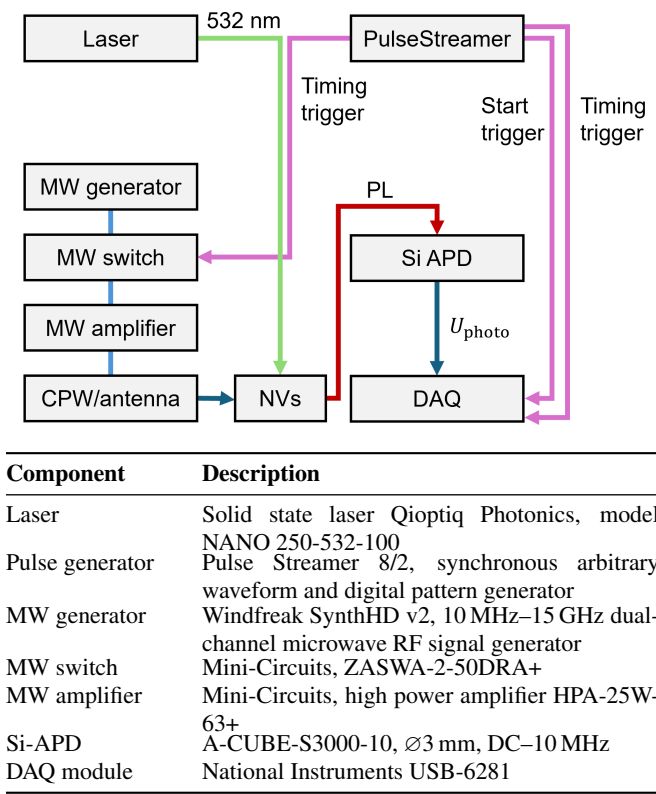 532 nm
Laser
PulseStreamer
Timing
trigger
Start
trigger
Timing
trigger
MW generator
PL
MW switch
Si APD
MW amplifier
U_photo
CPW/antenna
NVs
DAQ
Component Description
Laser Solid state laser Qioptiq Photonics, model
NANO 250-532-100
Pulse generator Pulse Streamer 8/2, synchronous arbitrary
waveform and digital pattern generator
MW generator Windfreak SynthHD v2, 10 MHz–15 GHz dual-
channel microwave RF signal generator
MW switch Mini-Circuits, ZASWA-2-50DRA+
MW amplifier Mini-Circuits, high power amplifier HPA-25W-
63+
Si-APD A-CUBE-S3000-10, ∅3 mm, DC–10 MHz
DAQ module National Instruments USB-6281